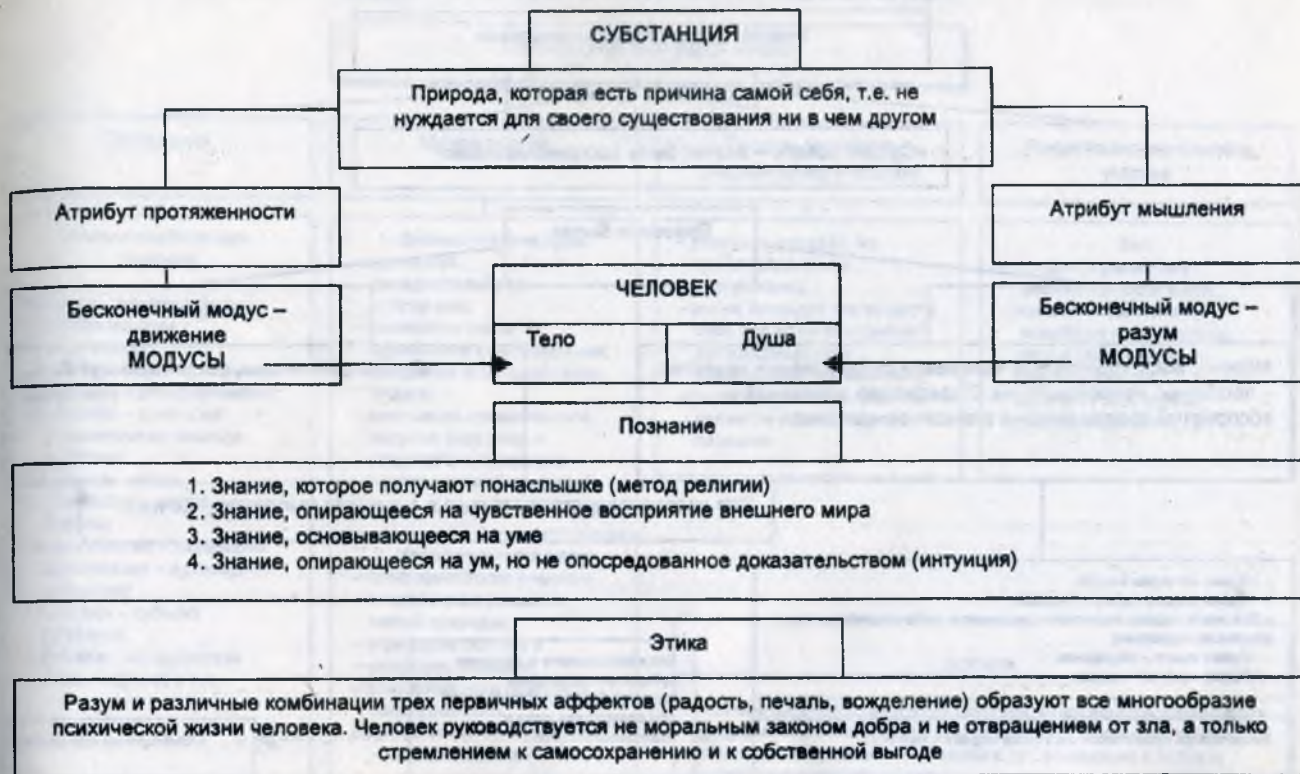 СУБСТАНЦИЯ
Природа, которая есть причина самой себя, т.е. не
нуждается для своего существования ни в чем другом
Атрибут протяженности
Атрибут мышления
Бесконечный модус –
движение
МОДУСЫ
ЧЕЛОВЕК
Тело
Душа
Бесконечный модус –
разум
МОДУСЫ
Познание
1. Знание, которое получают понаслышке (метод религии)
2. Знание, опирающееся на чувственное восприятие внешнего мира
3. Знание, основывающееся на уме
4. Знание, опирающееся на ум, но не опосредованное доказательством (интуиция)
Этика
Разум и различные комбинации трех первичных аффектов (радость, печаль, вожделение) образуют все многообразие
психической жизни человека. Человек руководствуется не моральным законом добра и не отвращением от зла, а только
стремлением к самосохранению и к собственной выгоде